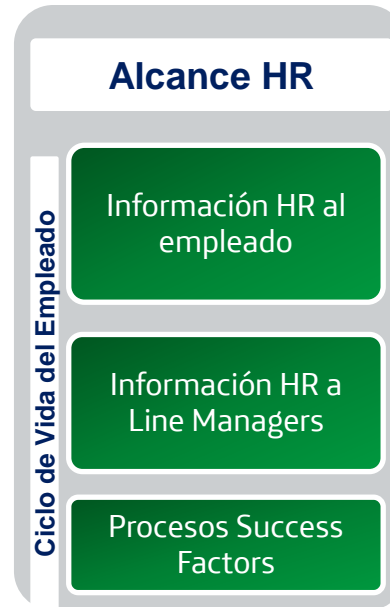 Alcance HR
Ciclo de Vida del Empleado
Información HR al
empleado
Información HR a
Line Managers
Procesos Success
Factors